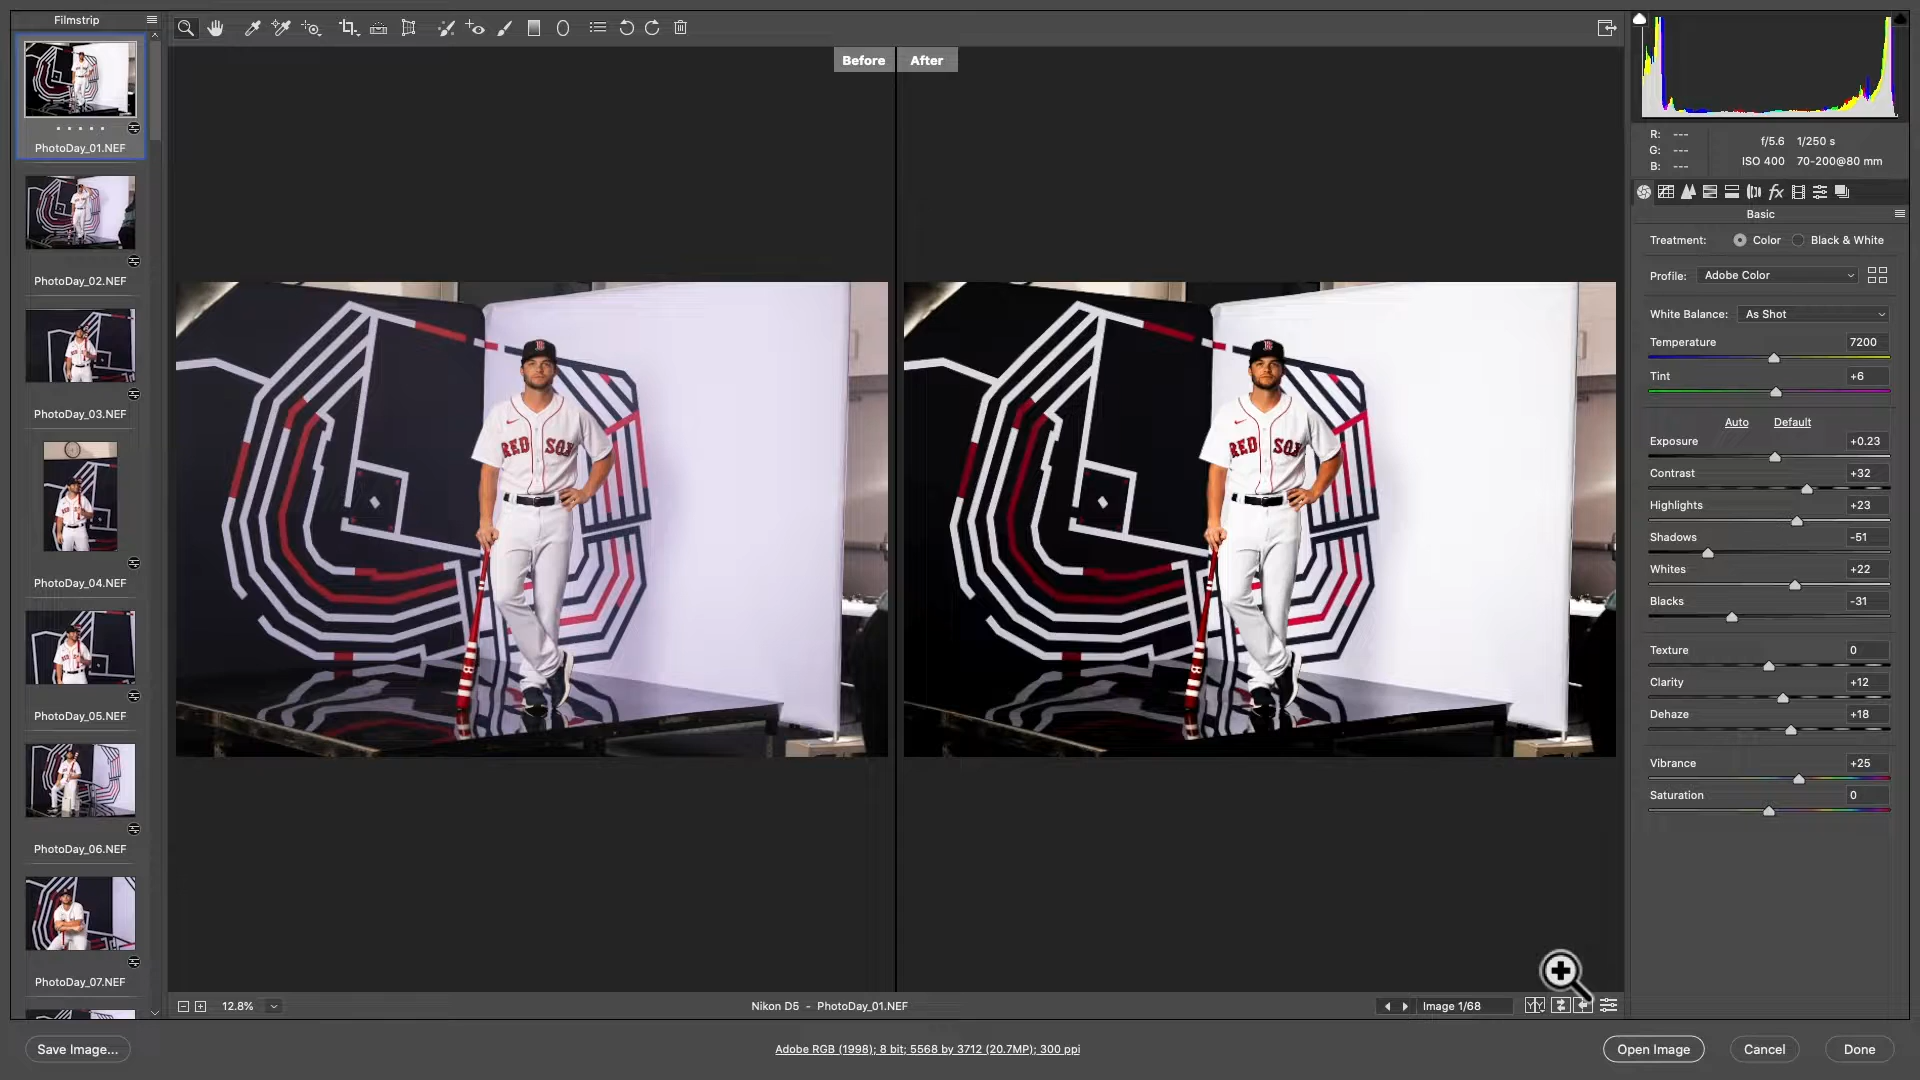 Filmstrip
PhotoDay_01.NEF
PhotoDay_02.NEF
PhotoDay_03.NEF
PhotoDay_04.NEF
PhotoDay_05.NEF
PhotoDay_06.NEF
PhotoDay_07.NEF
Before After
RED SOX
B
B
RED SOX
B
B
12.8%
Nikon D5 - PhotoDay_01.NEF
Image 1/68
Y Y
Save Image...
Adobe RGB (1998); 8 bit; 5568 by 3712 (20.7MP); 300 ppi
Open Image Cancel Done
R: ---
G: ---
B: ---
f/5.6 1/250 s
ISO 400 70-200@80 mm
fx
Basic
Treatment: Color Black & White
Profile: Adobe Color
White Balance: As Shot
Temperature 7200
Tint +6
Auto Default
Exposure +0.23
Contrast +32
Highlights +23
Shadows -51
Whites +22
Blacks -31
Texture 0
Clarity +12
Dehaze +18
Vibrance +25
Saturation 0